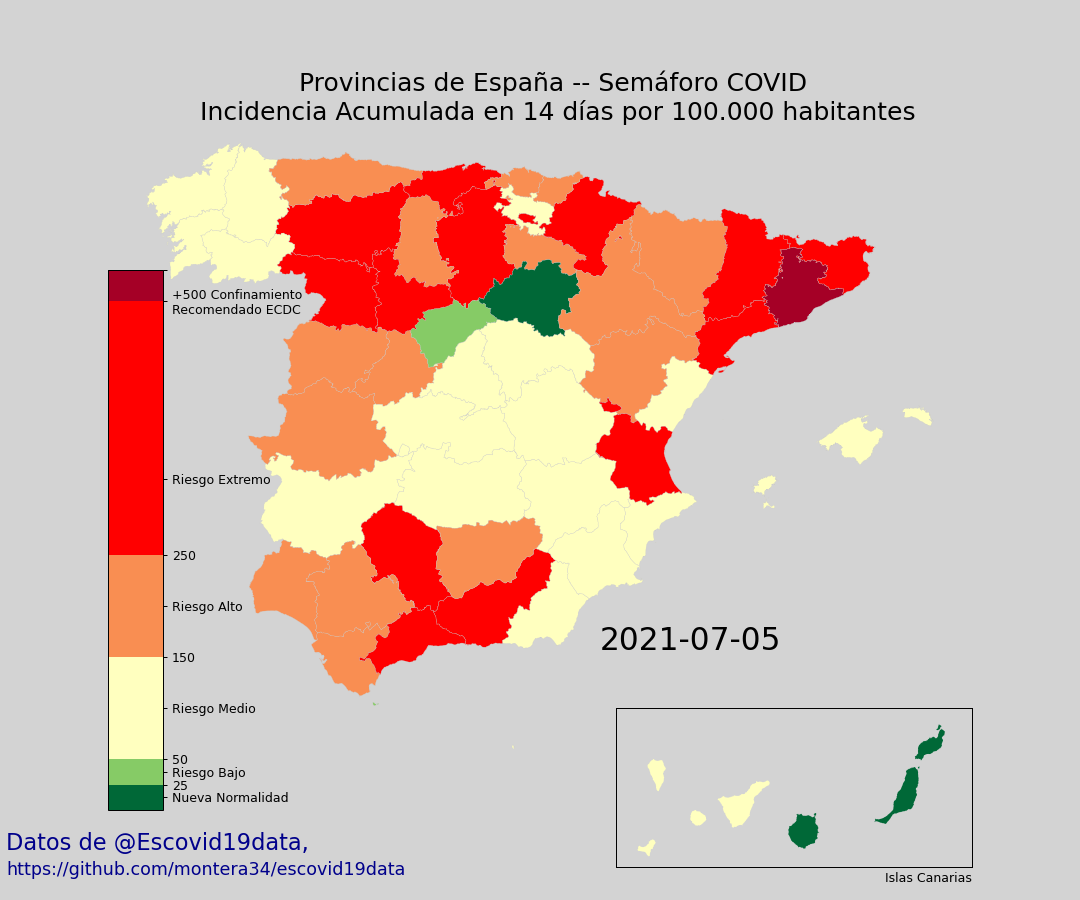 Provincias de España -- Semáforo COVID
Incidencia Acumulada en 14 días por 100.000 habitantes
+500 Confinamiento
Recomendado ECDC
Riesgo Extremo
250
Riesgo Alto
150
Riesgo Medio
50
Riesgo Bajo
25
Nueva Normalidad
2021-07-05
Islas Canarias
Datos de @Escovid19data,
https://github.com/montera34/escovid19data